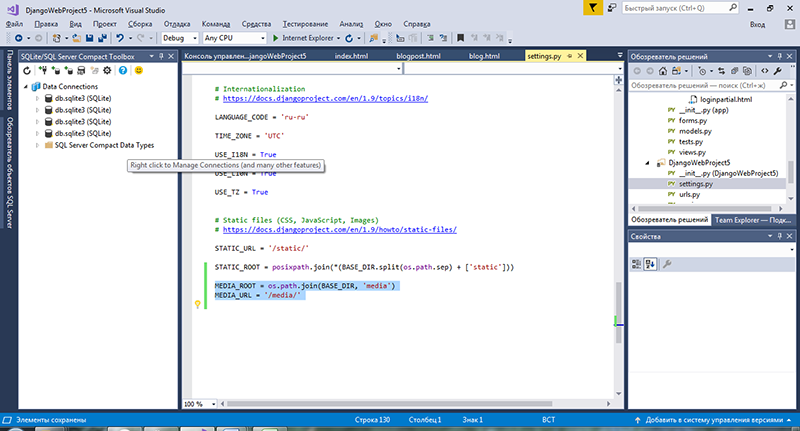 DjangoWebProject5 - Microsoft Visual Studio
Быстрый запуск (Ctrl+Q)
Файл Правка Вид Проект Сборка Отладка Команда Средства Архитектура Тест Анализ Окно Справка
Вход
Debug Any CPU Internet Explorer
Панель элементов
Обозреватель объектов SQL Server
SQLite/SQL Server Compact Toolbox
Data Connections
db.sqlite3 (SQLite)
db.sqlite3 (SQLite)
db.sqlite3 (SQLite)
db.sqlite3 (SQLite)
SQL Server Compact Data Types
Right click to Manage Connections (and many other features)
Консоль управлен...jangoWebProject5 index.html blogpost.html blog.html settings.py
# Internationalization
# https://docs.djangoproject.com/en/1.9/topics/i18n/
LANGUAGE_CODE = 'ru-ru'
TIME_ZONE = 'UTC'
USE_I18N = True
USE_L10N = True
USE_TZ = True
# Static files (CSS, JavaScript, Images)
# https://docs.djangoproject.com/en/1.9/howto/static-files/
STATIC_URL = '/static/'
STATIC_ROOT = posixpath.join(*(BASE_DIR.split(os.path.sep) + ['static']))
MEDIA_ROOT = os.path.join(BASE_DIR, 'media')
MEDIA_URL = '/media/'
100 %
Обозреватель решений
Обозреватель решений — поиск (Ctrl+ж)
loginpartial.html
__init__.py (app)
forms.py
models.py
tests.py
views.py
DjangoWebProject5
__init__.py (DjangoWebProject5)
settings.py
urls.py
Обозреватель решений Team Explorer — Подк...
Свойства
Элементы сохранены Строка 130 Столбец 1 Знак 1 ВСТ Добавить в систему управления версиями